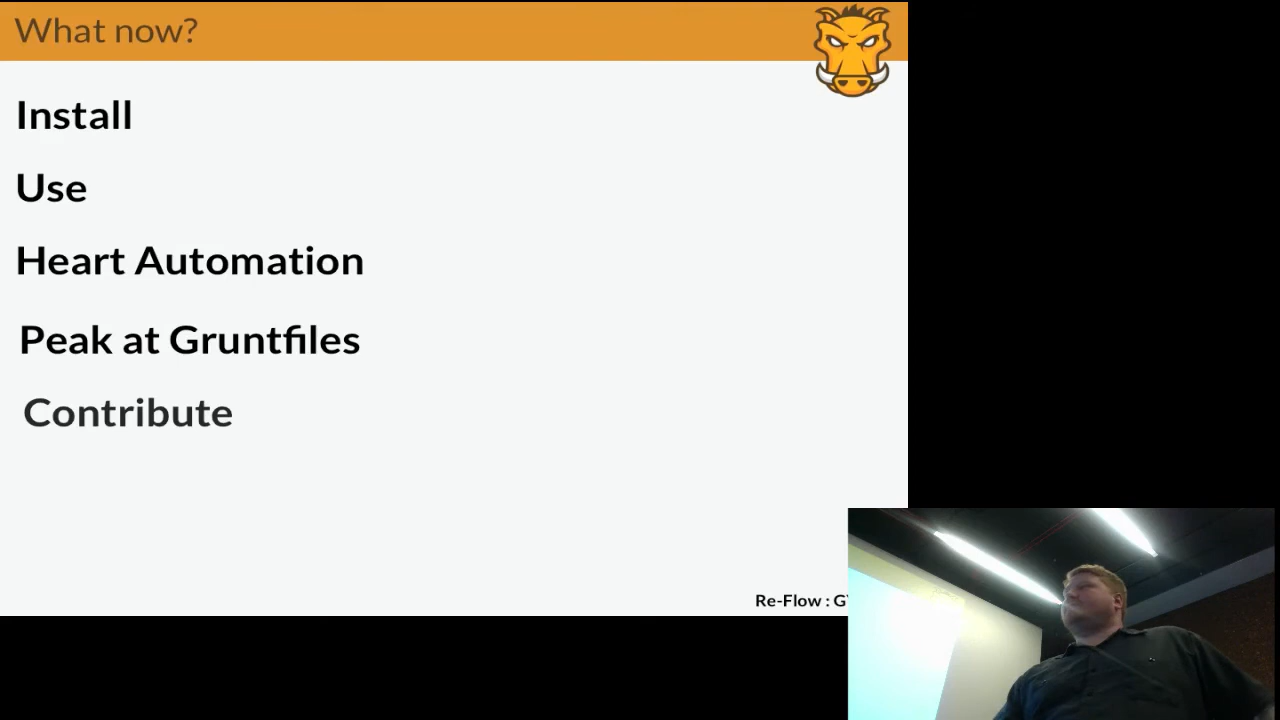 What now?
Install
Use
Heart Automation
Peak at Gruntfiles
Contribute
Re-Flow :